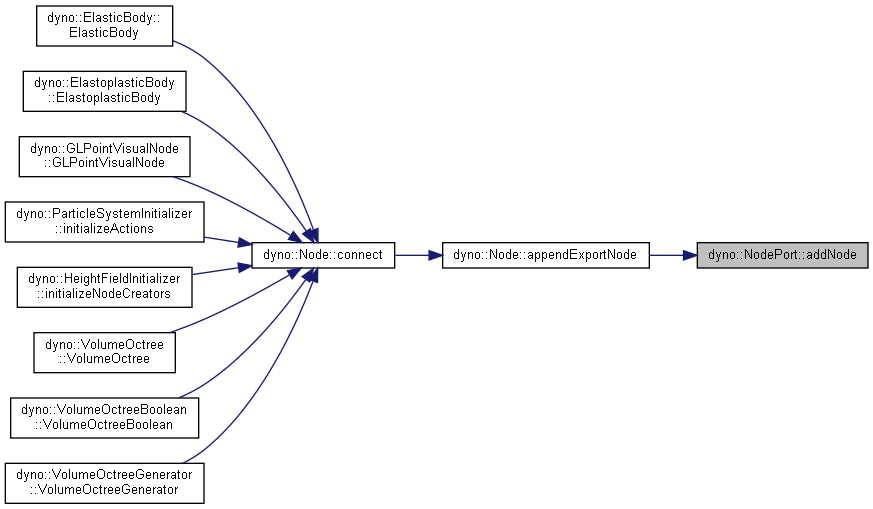 dyno::ElasticBody::
ElasticBody
dyno::ElastoplasticBody
::ElastoplasticBody
dyno::GLPointVisualNode
::GLPointVisualNode
dyno::ParticleSystemInitializer
::initializeActions
dyno::HeightFieldInitializer
::initializeNodeCreators
dyno::VolumeOctree
::VolumeOctree
dyno::VolumeOctreeBoolean
::VolumeOctreeBoolean
dyno::VolumeOctreeGenerator
::VolumeOctreeGenerator
dyno::Node::connect
dyno::Node::appendExportNode
dyno::NodePort::addNode